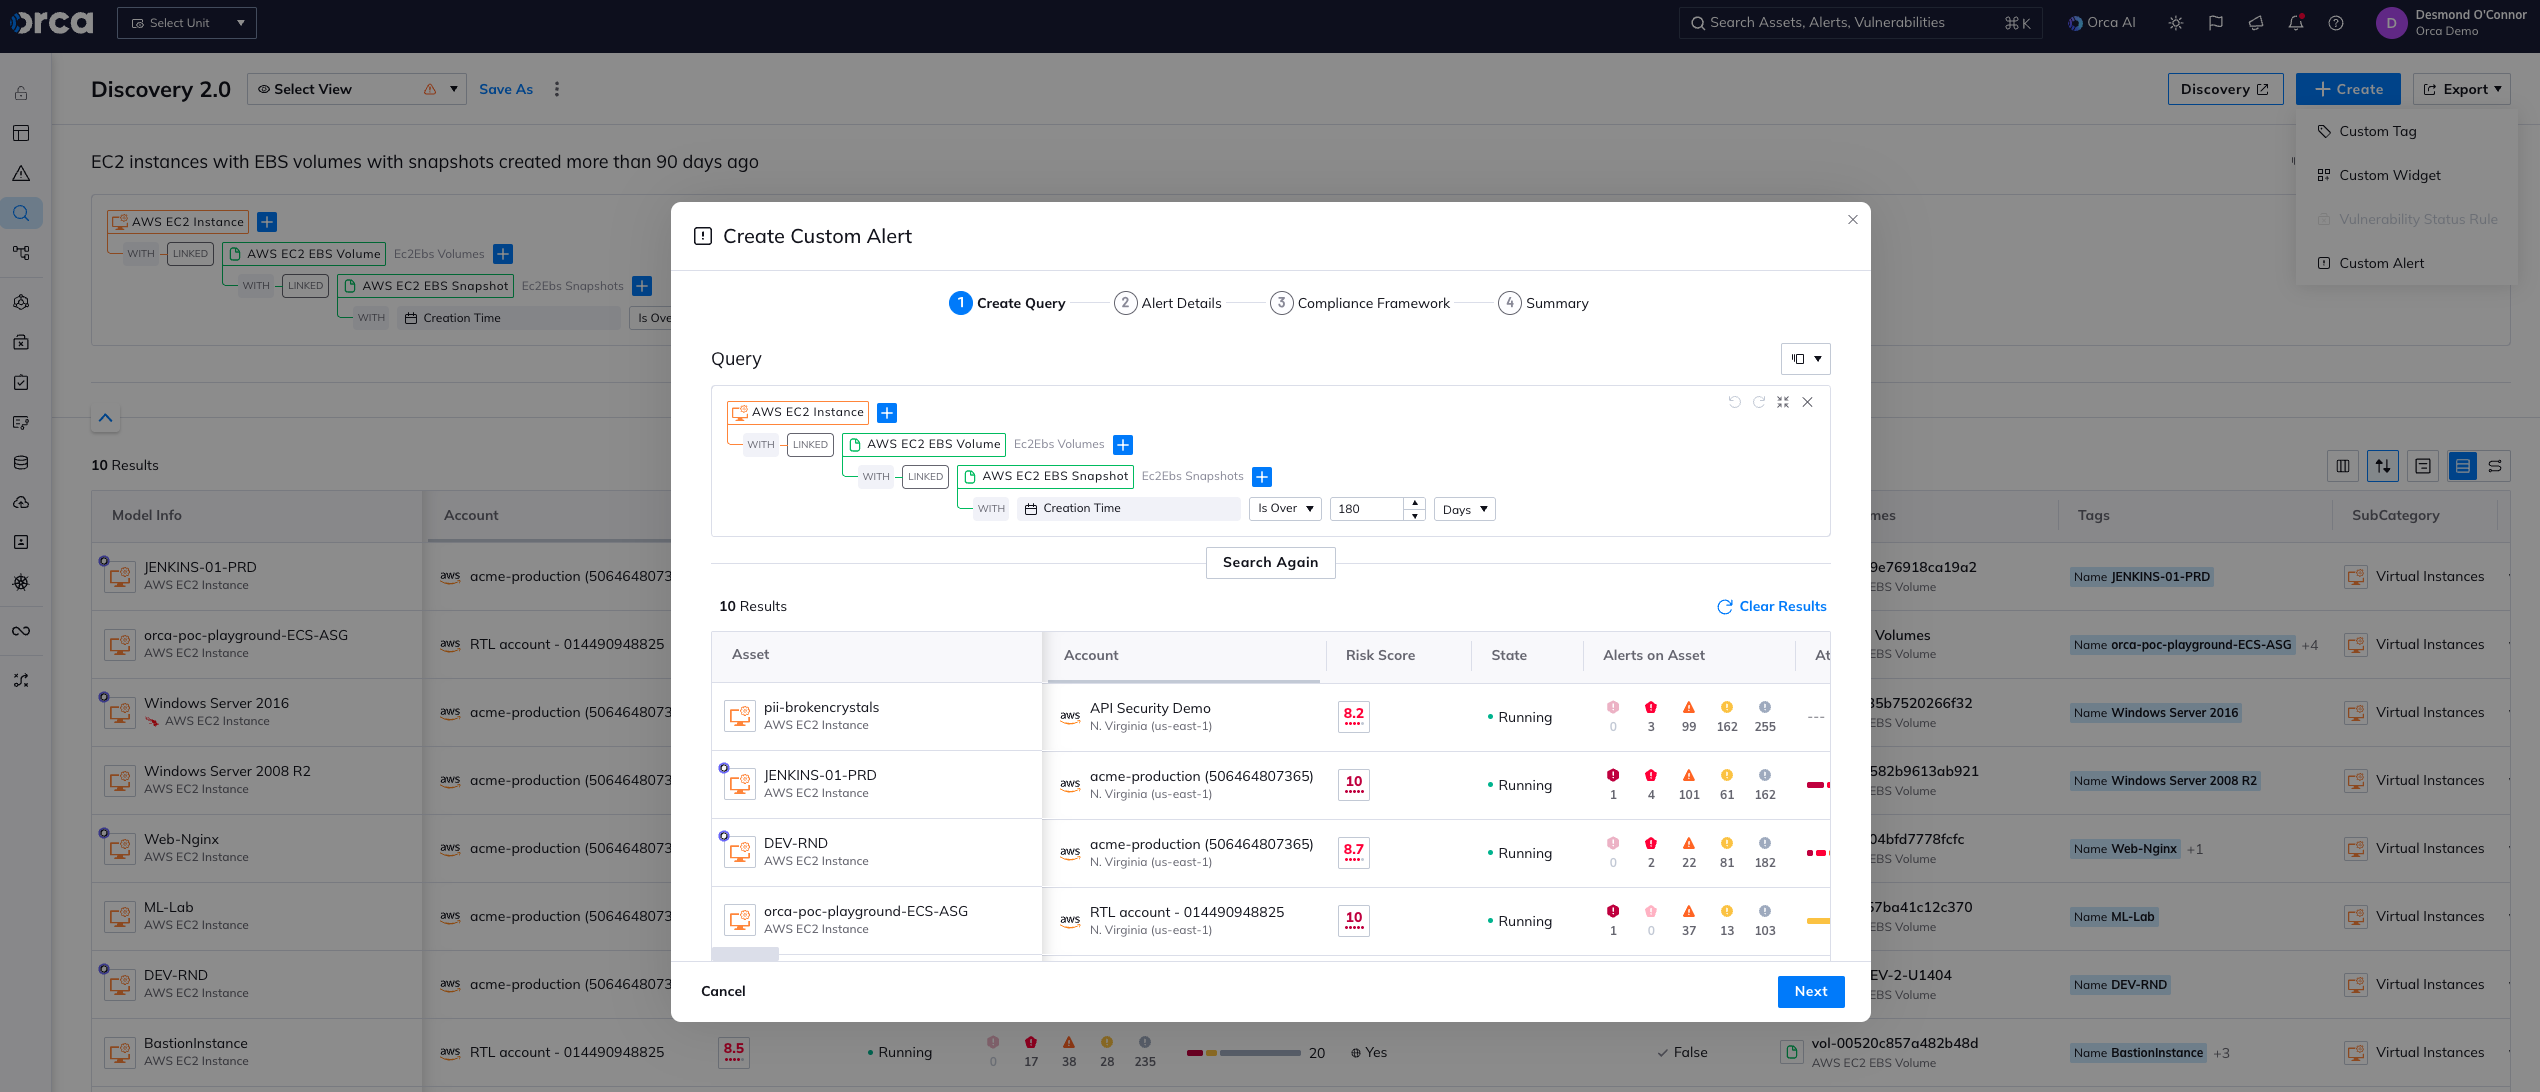 orca
Select Unit
Search Assets, Alerts, Vulnerabilities
⌘ K
Orca AI
D
Desmond O'Connor
Orca Demo
Discovery 2.0
Select View
Save As
Discovery
Create
Export
Custom Tag
Custom Widget
Vulnerability Status Rule
Custom Alert
EC2 instances with EBS volumes with snapshots created more than 90 days ago
AWS EC2 Instance
WITH LINKED AWS EC2 EBS Volume Ec2Ebs Volumes
WITH LINKED AWS EC2 EBS Snapshot Ec2Ebs Snapshots
WITH Creation Time Is Ove
10 Results
Model Info
Account
mes
Tags
SubCategory
JENKINS-01-PRD
AWS EC2 Instance
aws acme-production (5064648073
9e76918ca19a2
EBS Volume
Name JENKINS-01-PRD
Virtual Instances
orca-poc-playground-ECS-ASG
AWS EC2 Instance
aws RTL account - 014490948825
Volumes
EBS Volume
Name orca-poc-playground-ECS-ASG +4
Virtual Instances
Windows Server 2016
AWS EC2 Instance
aws acme-production (5064648073
35b7520266f32
EBS Volume
Name Windows Server 2016
Virtual Instances
Windows Server 2008 R2
AWS EC2 Instance
aws acme-production (5064648073
582b9613ab921
EBS Volume
Name Windows Server 2008 R2
Virtual Instances
Web-Nginx
AWS EC2 Instance
aws acme-production (5064648073
04bfd7778fcfc
EBS Volume
Name Web-Nginx +1
Virtual Instances
ML-Lab
AWS EC2 Instance
aws acme-production (5064648073
57ba41c12c370
EBS Volume
Name ML-Lab
Virtual Instances
DEV-RND
AWS EC2 Instance
aws acme-production (5064648073
EV-2-U1404
EBS Volume
Name DEV-RND
Virtual Instances
BastionInstance
AWS EC2 Instance
aws RTL account - 014490948825
8.5
Running
0 17 38 28 235
20
Yes
False
vol-00520c857a482b48d
AWS EC2 EBS Volume
Name BastionInstance +3
Virtual Instances
Create Custom Alert
1 Create Query
2 Alert Details
3 Compliance Framework
4 Summary
Query
AWS EC2 Instance
WITH LINKED AWS EC2 EBS Volume Ec2Ebs Volumes
WITH LINKED AWS EC2 EBS Snapshot Ec2Ebs Snapshots
WITH Creation Time Is Over 180 Days
Search Again
10 Results
Clear Results
Asset
Account
Risk Score
State
Alerts on Asset
At
pii-brokencrystals
AWS EC2 Instance
aws API Security Demo
N. Virginia (us-east-1)
8.2
Running
0 3 99 162 255
---
JENKINS-01-PRD
AWS EC2 Instance
aws acme-production (506464807365)
N. Virginia (us-east-1)
10
Running
1 4 101 61 162
DEV-RND
AWS EC2 Instance
aws acme-production (506464807365)
N. Virginia (us-east-1)
8.7
Running
0 2 22 81 182
orca-poc-playground-ECS-ASG
AWS EC2 Instance
aws RTL account - 014490948825
N. Virginia (us-east-1)
10
Running
1 0 37 13 103
Cancel
Next